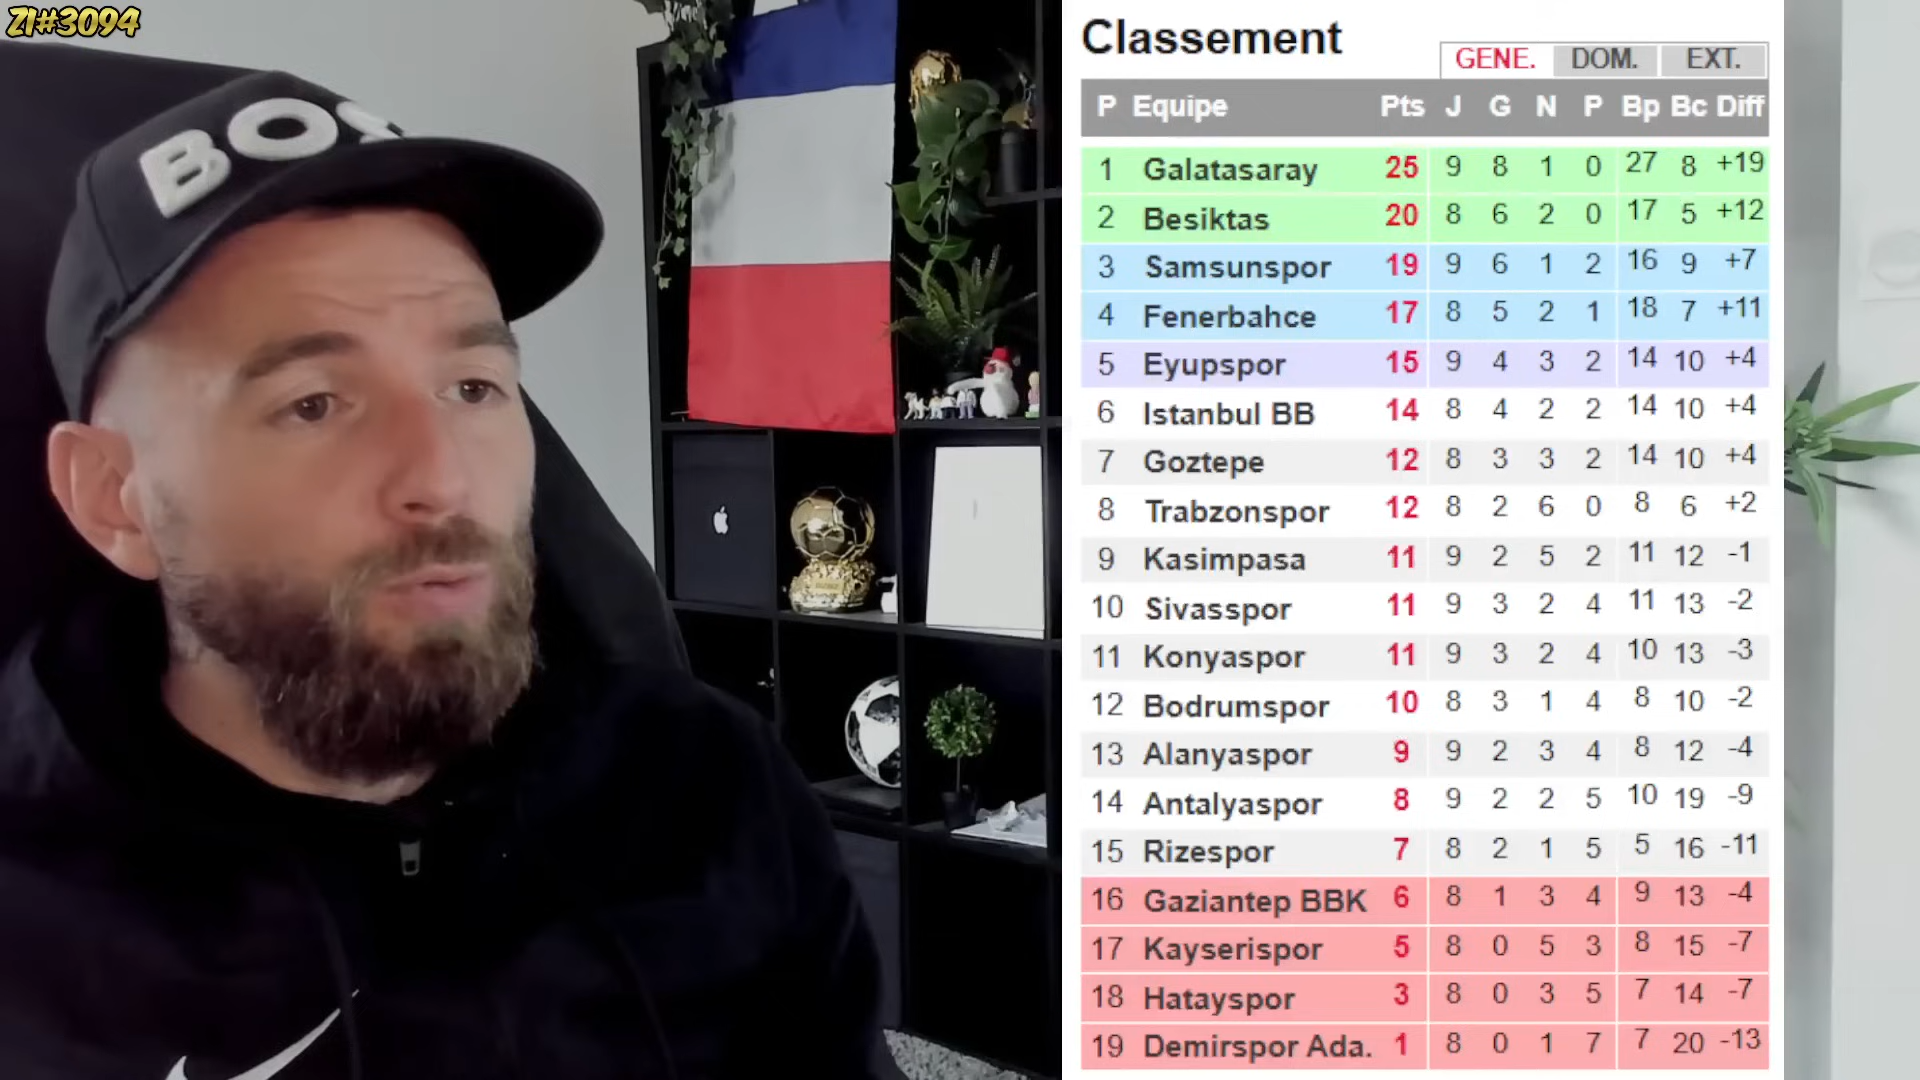 ZI#3094
BOY
Classement
GENE. DOM. EXT.
P Equipe Pts J G N P Bp Bc Diff
1 Galatasaray 25 9 8 1 0 27 8 +19
2 Besiktas 20 8 6 2 0 17 5 +12
3 Samsunspor 19 9 6 1 2 16 9 +7
4 Fenerbahce 17 8 5 2 1 18 7 +11
5 Eyupspor 15 9 4 3 2 14 10 +4
6 Istanbul BB 14 8 4 2 2 14 10 +4
7 Goztepe 12 8 3 3 2 14 10 +4
8 Trabzonspor 12 8 2 6 0 8 6 +2
9 Kasimpasa 11 9 2 5 2 11 12 -1
10 Sivasspor 11 9 3 2 4 11 13 -2
11 Konyaspor 11 9 3 2 4 10 13 -3
12 Bodrumspor 10 8 3 1 4 8 10 -2
13 Alanyaspor 9 9 2 3 4 8 12 -4
14 Antalyaspor 8 9 2 2 5 10 19 -9
15 Rizespor 7 8 2 1 5 5 16 -11
16 Gaziantep BBK 6 8 1 3 4 9 13 -4
17 Kayserispor 5 8 0 5 3 8 15 -7
18 Hatayspor 3 8 0 3 5 7 14 -7
19 Demirspor Ada. 1 8 0 1 7 7 20 -13